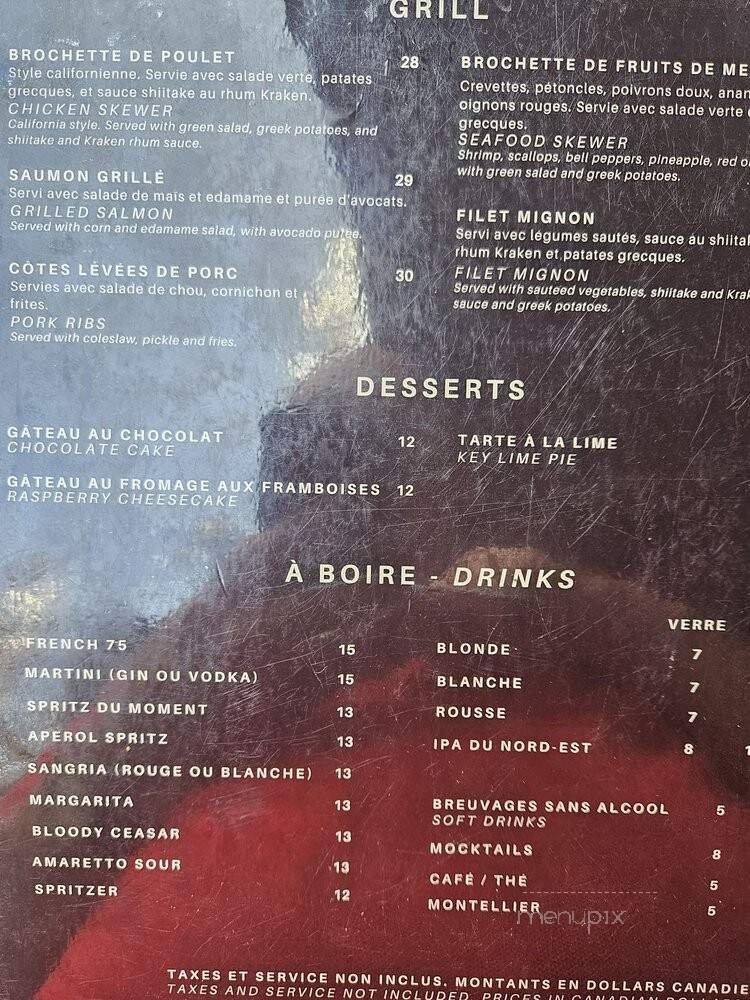 GRILL
BROCHETTE DE POULET 28
Style californienne. Servie avec salade verte, patates
grecques, et sauce shiitake au rhum Kraken.
CHICKEN SKEWER
California style. Served with green salad, greek potatoes, and
shiitake and Kraken rhum sauce.
SAUMON GRILLÉ 29
Servi avec salade de maïs et edamame et purée d'avocats.
GRILLED SALMON
Served with corn and edamame salad, with avocado purée.
CÔTES LEVÉES DE PORC 30
Servies avec salade de chou, cornichon et
frites.
PORK RIBS
Served with coleslaw, pickle and fries.
BROCHETTE DE FRUITS DE ME
Crevettes, pétoncles, poivrons doux, anan
oignons rouges. Servie avec salade verte
grecques.
SEAFOOD SKEWER
Shrimp, scallops, bell peppers, pineapple, red o
with green salad and greek potatoes.
FILET MIGNON
Servi avec légumes sautés, sauce au shiita
rhum Kraken et patates grecques.
FILET MIGNON
Served with sauteed vegetables, shiitake and Kra
sauce and greek potatoes.
DESSERTS
GÂTEAU AU CHOCOLAT 12
CHOCOLATE CAKE
GÂTEAU AU FROMAGE AUX FRAMBOISES 12
RASPBERRY CHEESECAKE
TARTE À LA LIME
KEY LIME PIE
À BOIRE - DRINKS
FRENCH 75 15
MARTINI (GIN OU VODKA) 15
SPRITZ DU MOMENT 13
APEROL SPRITZ 13
SANGRIA (ROUGE OU BLANCHE) 13
MARGARITA 13
BLOODY CEASAR 13
AMARETTO SOUR 13
SPRITZER 12
VERRE
BLONDE 7
BLANCHE 7
ROUSSE 7
IPA DU NORD-EST 8 1
BREUVAGES SANS ALCOOL 5
SOFT DRINKS
MOCKTAILS 8
CAFÉ / THÉ 5
MONTELLIER 5
menupix
TAXES ET SERVICE NON INCLUS. MONTANTS EN DOLLARS CANADIE
TAXES AND SERVICE NOT INCLUDED. PRICES IN CANADIAN